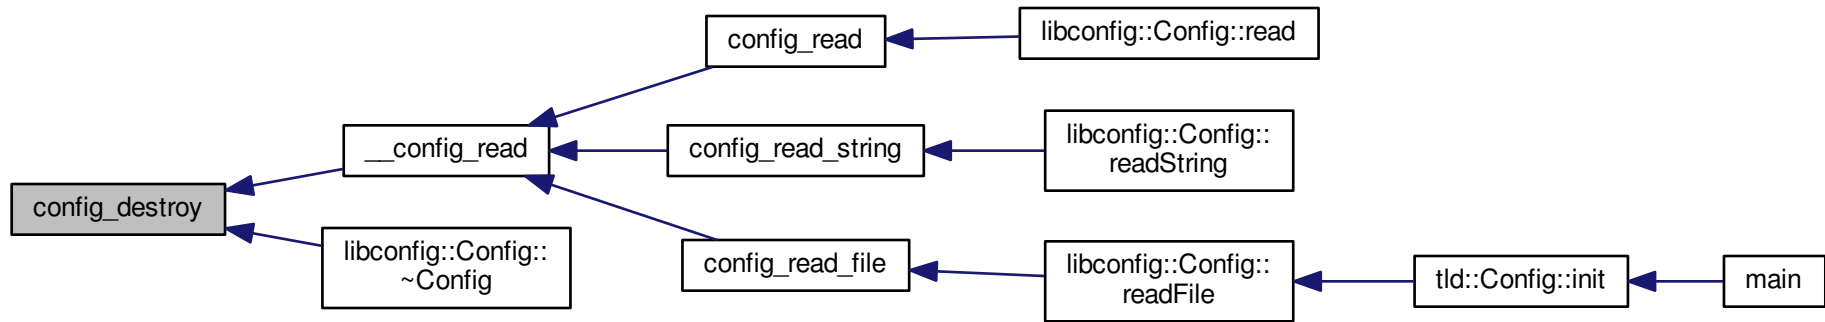 config_destroy
__config_read
libconfig::Config::
~Config
config_read
config_read_string
config_read_file
libconfig::Config::read
libconfig::Config::
readString
libconfig::Config::
readFile
tld::Config::init
main